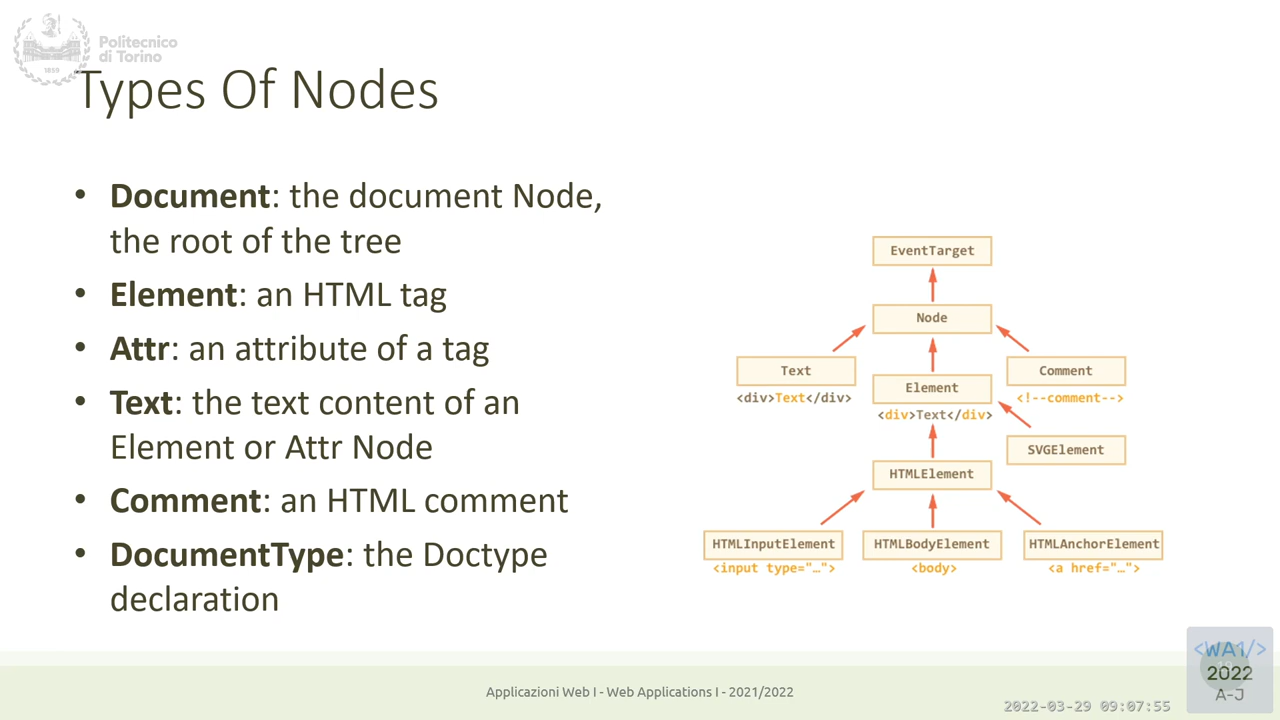 Politecnico
di Torino
1859
Types Of Nodes
• Document: the document Node,
the root of the tree
• Element: an HTML tag
• Attr: an attribute of a tag
• Text: the text content of an
Element or Attr Node
• Comment: an HTML comment
• DocumentType: the Doctype
declaration
EventTarget
Node
Text
<div>Text</div>
Element
<div>Text</div>
Comment
<!--comment-->
SVGElement
HTMLElement
HTMLInputElement
<input type="…">
HTMLBodyElement
<body>
HTMLAnchorElement
<a href="…">
Applicazioni Web I - Web Applications I - 2021/2022
2022-03-29 09:07:55
<WA1/>
2022
A-J